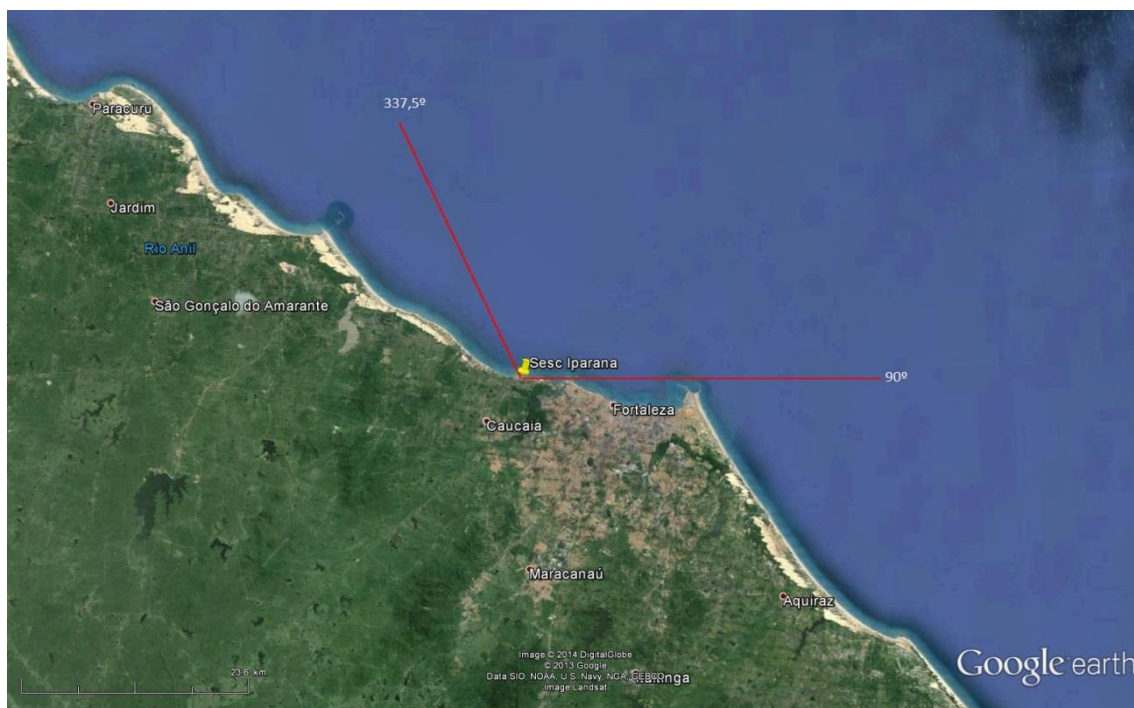 337,5º
Paracuru
Jardim
Rio Anil
São Gonçalo do Amarante
Sesc Iparana
90º
Fortaleza
Caucaia
Maracanaú
Aquiraz
Image © 2014 DigitalGlobe
© 2013 Google
Data SIO, NOAA, U.S. Navy, NGA, GEBCO
Image Landsat
23.6 km
Google earth